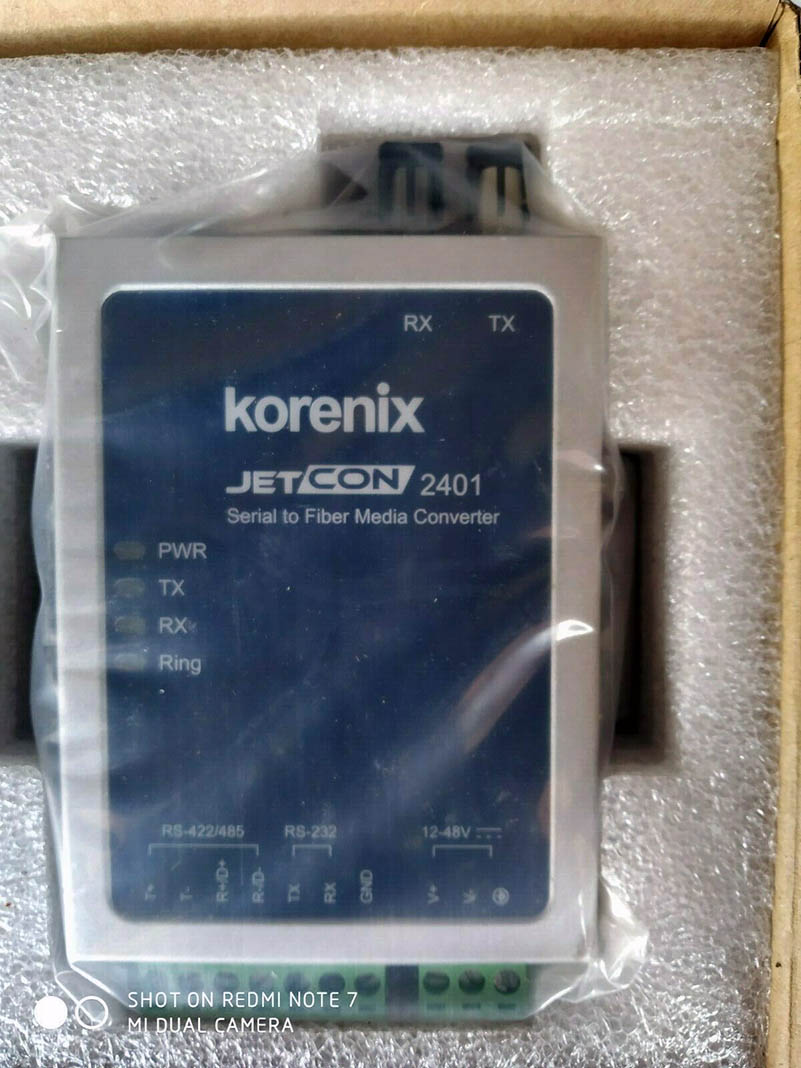 RX TX
korenix
JETCON 2401
Serial to Fiber Media Converter
PWR
TX
RX
Ring
RS-422/485 RS-232 12-48V
T+ T- R+/D+ R-/D- TX RX GND V+ V-
SHOT ON REDMI NOTE 7
MI DUAL CAMERA